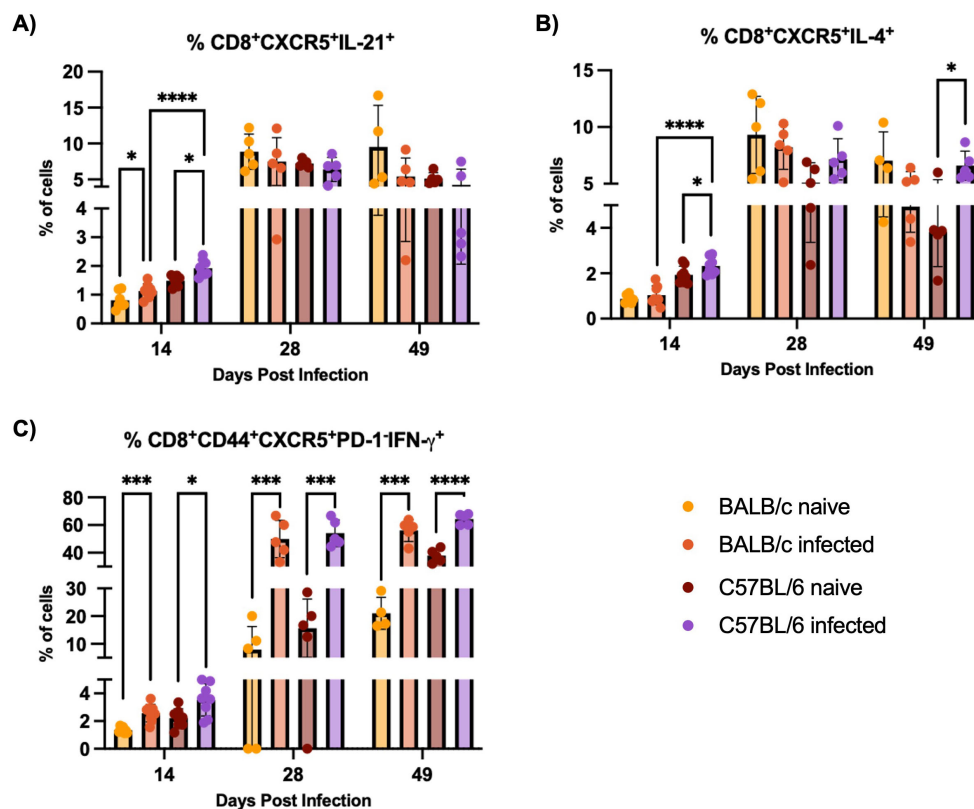 A)
% CD8⁺CXCR5⁺IL-21⁺
% of cells
20
15
10
5
4
3
2
1
0
*
****
*
14
28
49
Days Post Infection
B)
% CD8⁺CXCR5⁺IL-4⁺
% of cells
15
10
5
4
2
0
****
*
*
14
28
49
Days Post Infection
C)
% CD8⁺CD44⁺CXCR5⁺PD-1⁻IFN-γ⁺
% of cells
80
60
40
30
20
10
4
2
0
***
*
***
***
***
****
14
28
49
Days Post Infection
BALB/c naive
BALB/c infected
C57BL/6 naive
C57BL/6 infected